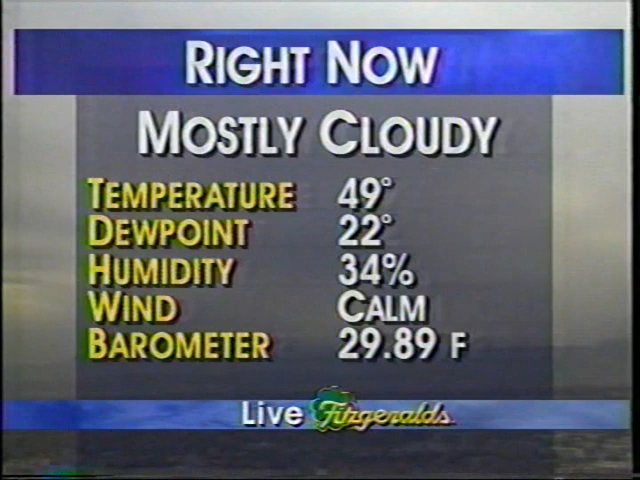 RIGHT NOW
MOSTLY CLOUDY
TEMPERATURE 49°
DEWPOINT 22°
HUMIDITY 34%
WIND CALM
BAROMETER 29.89 F
Live Fitzgeralds